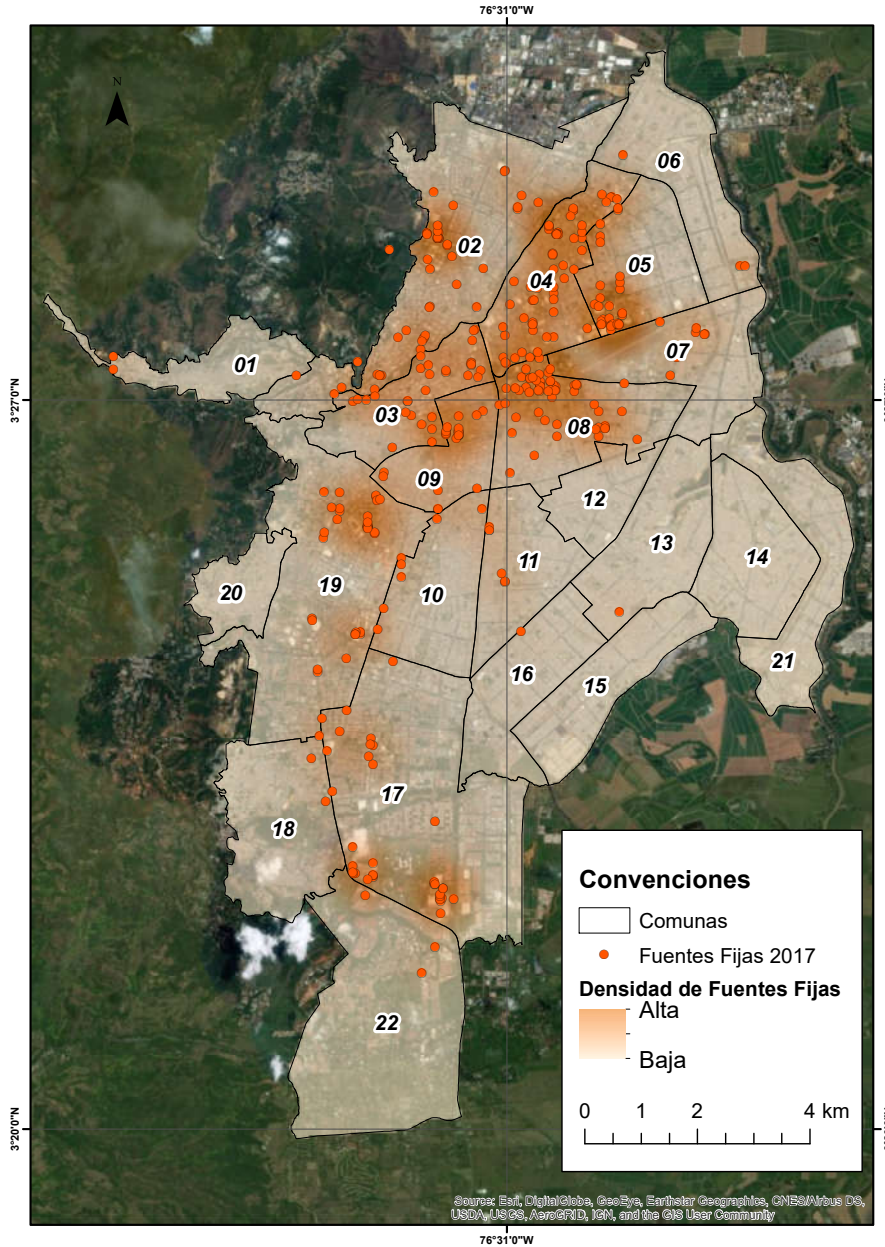 76°31'0"W
N
06
02
05
04
07
01
03
08
09
12
13
14
11
20
19
10
21
16
15
17
18
22
3°27'0"N
3°20'0"N
Convenciones
Comunas
Fuentes Fijas 2017
Densidad de Fuentes Fijas
Alta
Baja
0 1 2 4 km
Source: Esri, DigitalGlobe, GeoEye, Earthstar Geographics, CNES/Airbus DS,
USDA, USGS, AeroGRID, IGN, and the GIS User Community
76°31'0"W